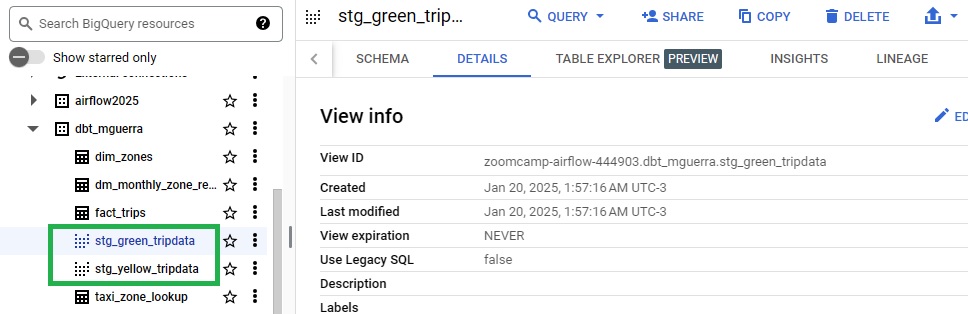 Search BigQuery resources
Show starred only
airflow2025
dbt_mguerra
dim_zones
dm_monthly_zone_re...
fact_trips
stg_green_tripdata
stg_yellow_tripdata
taxi_zone_lookup
stg_green_trip...
QUERY
SHARE
COPY
DELETE
SCHEMA
DETAILS
TABLE EXPLORER PREVIEW
INSIGHTS
LINEAGE
View info
ED
View ID zoomcamp-airflow-444903.dbt_mguerra.stg_green_tripdata
Created Jan 20, 2025, 1:57:16 AM UTC-3
Last modified Jan 20, 2025, 1:57:16 AM UTC-3
View expiration NEVER
Use Legacy SQL false
Description
Labels